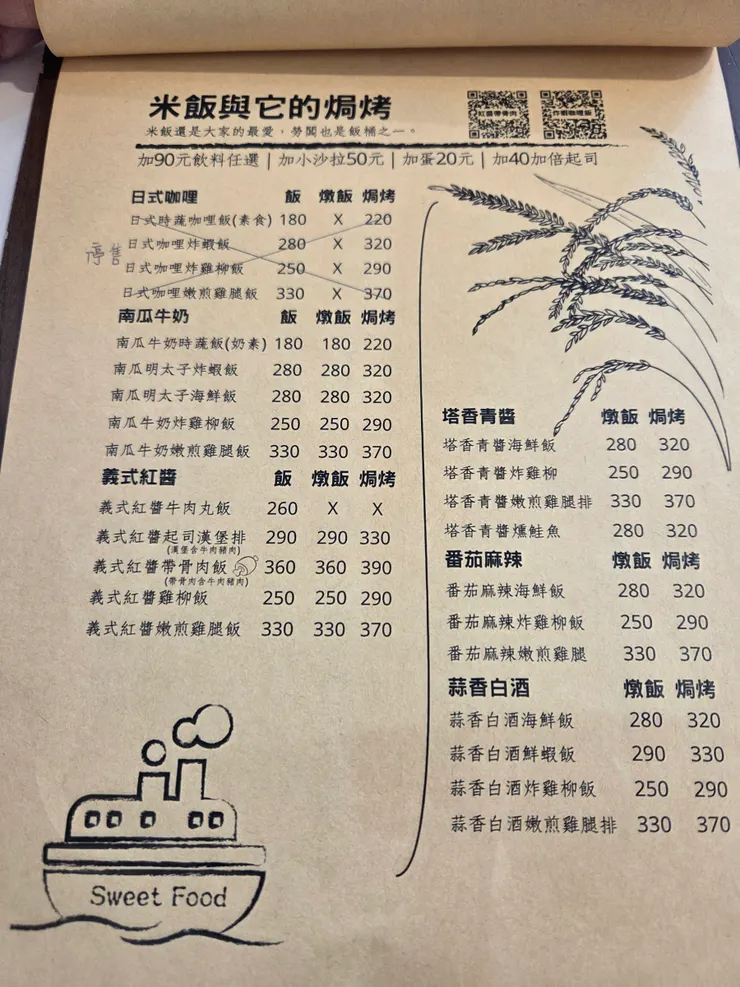 米飯與它的焗烤
紅醬帶骨肉
炸蝦咖哩飯
米飯還是大家的最愛，勞闆也是飯桶之一。
加90元飲料任選 | 加小沙拉50元 | 加蛋20元 | 加40加倍起司
日式咖哩 飯 燉飯 焗烤
日式時蔬咖哩飯(素食) 180 X 220
日式咖哩炸蝦飯 280 X 320
日式咖哩炸雞柳飯 250 X 290
日式咖哩嫩煎雞腿飯 330 X 370
停售
南瓜牛奶 飯 燉飯 焗烤
南瓜牛奶時蔬飯(奶素) 180 180 220
南瓜明太子炸蝦飯 280 280 320
南瓜明太子海鮮飯 280 280 320
南瓜牛奶炸雞柳飯 250 250 290
南瓜牛奶嫩煎雞腿飯 330 330 370
義式紅醬 飯 燉飯 焗烤
義式紅醬牛肉丸飯 260 X X
義式紅醬起司漢堡排 290 290 330
(漢堡含牛肉豬肉)
義式紅醬帶骨肉飯 360 360 390
(帶骨肉含牛肉豬肉)
義式紅醬雞柳飯 250 250 290
義式紅醬嫩煎雞腿飯 330 330 370
塔香青醬 燉飯 焗烤
塔香青醬海鮮飯 280 320
塔香青醬炸雞柳 250 290
塔香青醬嫩煎雞腿排 330 370
塔香青醬燻鮭魚 280 320
番茄麻辣 燉飯 焗烤
番茄麻辣海鮮飯 280 320
番茄麻辣炸雞柳飯 250 290
番茄麻辣嫩煎雞腿 330 370
蒜香白酒 燉飯 焗烤
蒜香白酒海鮮飯 280 320
蒜香白酒鮮蝦飯 290 330
蒜香白酒炸雞柳飯 250 290
蒜香白酒嫩煎雞腿排 330 370
Sweet Food